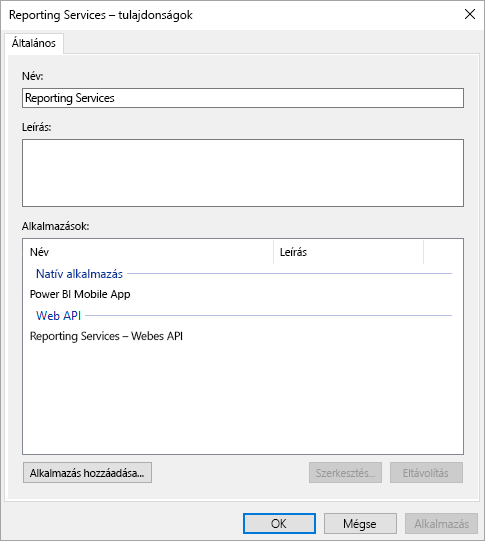 Reporting Services – tulajdonságok
Általános
Név:
Reporting Services
Leírás:
Alkalmazások:
Név Leírás
Natív alkalmazás
Power BI Mobile App
Web API
Reporting Services – Webes API
Alkalmazás hozzáadása... Szerkesztés... Eltávolítás
OK Mégse Alkalmazás